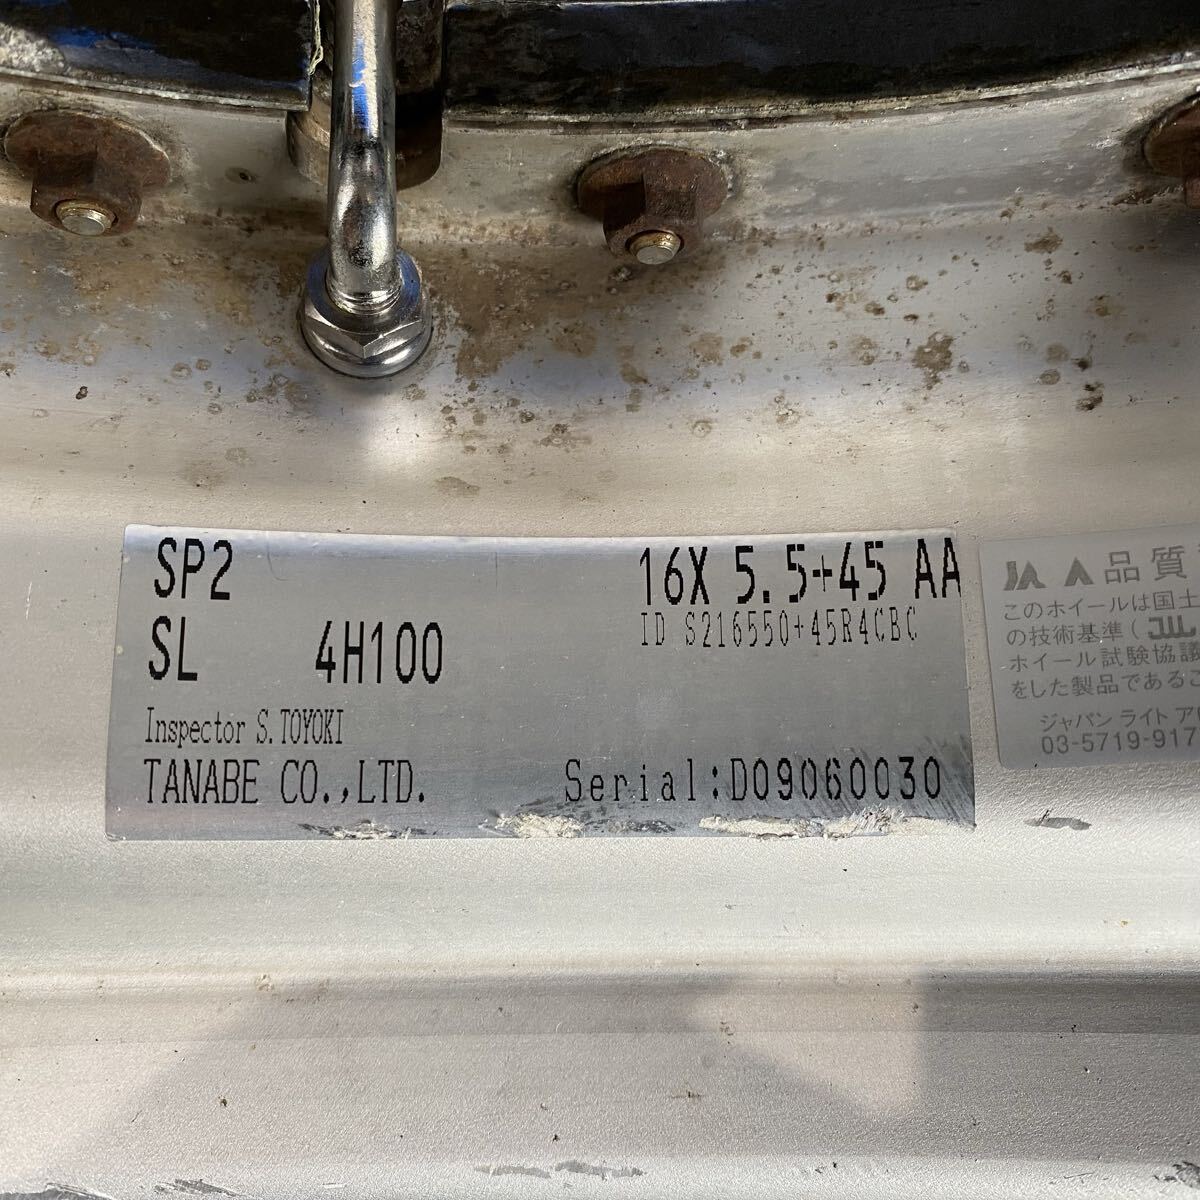 SP2 16X 5.5+45 AA
ID S216550+45R4CBC
SL 4H100
Inspector S.TOYOKI
TANABE CO.,LTD. Serial:D09060030
品質
このホイールは国土
の技術基準(JWL
ホイール試験協議
をした製品であるこ
ジャパン ライト ア
03-5719-917